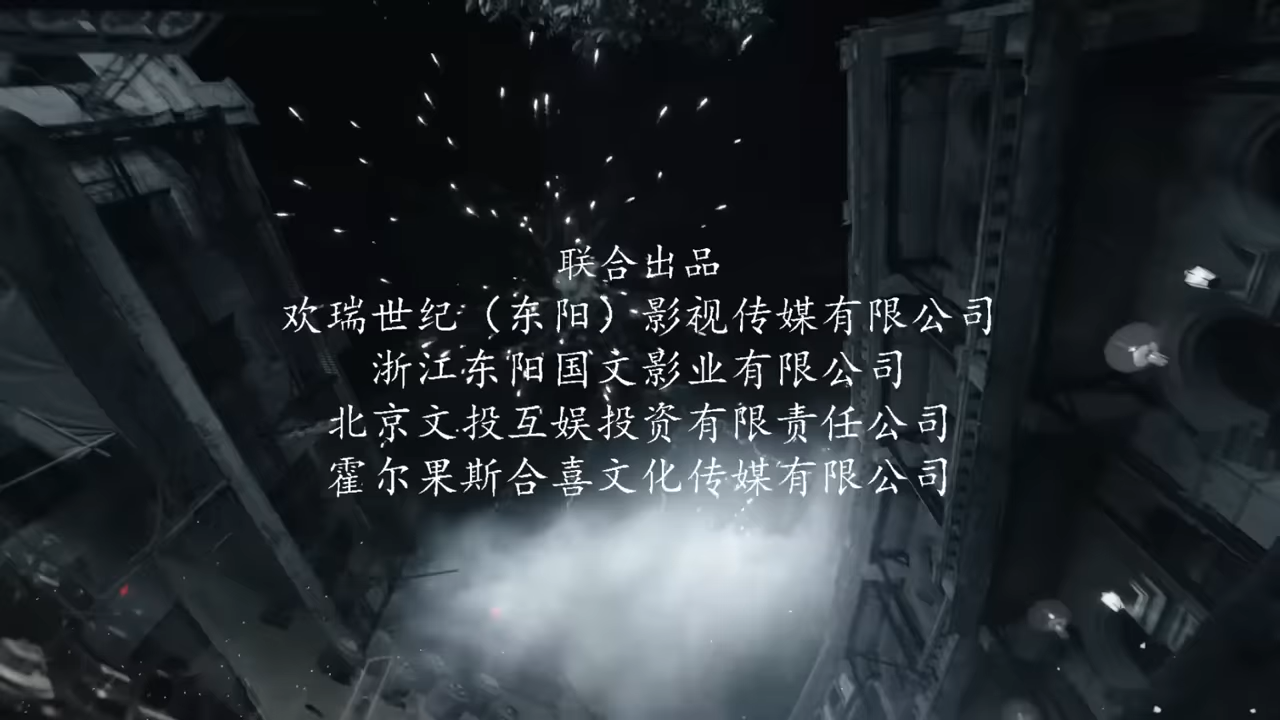 联合出品
欢瑞世纪（东阳）影视传媒有限公司
浙江东阳国文影业有限公司
北京文投互娱投资有限责任公司
霍尔果斯合喜文化传媒有限公司